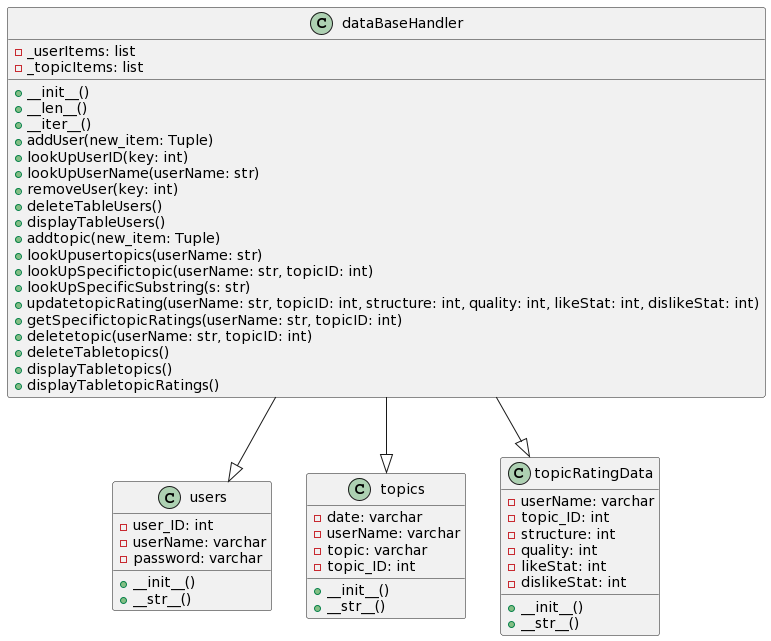 C dataBaseHandler
_userItems: list
_topicItems: list
__init__()
__len__()
__iter__()
addUser(new_item: Tuple)
lookUpUserID(key: int)
lookUpUserName(userName: str)
removeUser(key: int)
deleteTableUsers()
displayTableUsers()
addtopic(new_item: Tuple)
lookUpusertopics(userName: str)
lookUpSpecifictopic(userName: str, topicID: int)
lookUpSpecificSubstring(s: str)
updatetopicRating(userName: str, topicID: int, structure: int, quality: int, likeStat: int, dislikeStat: int)
getSpecifictopicRatings(userName: str, topicID: int)
deletetopic(userName: str, topicID: int)
deleteTabletopics()
displayTabletopics()
displayTabletopicRatings()
C users
user_ID: int
userName: varchar
password: varchar
__init__()
__str__()
C topics
date: varchar
userName: varchar
topic: varchar
topic_ID: int
__init__()
__str__()
C topicRatingData
userName: varchar
topic_ID: int
structure: int
quality: int
likeStat: int
dislikeStat: int
__init__()
__str__()